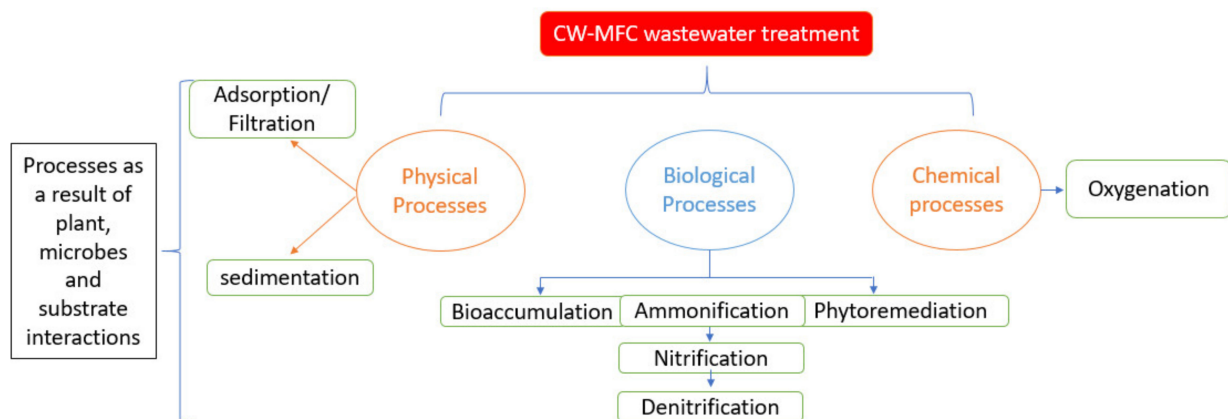 CW-MFC wastewater treatment
Adsorption/
Filtration
Processes as
a result of
plant,
microbes
and
substrate
interactions
Physical
Processes
Biological
Processes
Chemical
processes
Oxygenation
sedimentation
Bioaccumulation
Ammonification
Phytoremediation
Nitrification
Denitrification